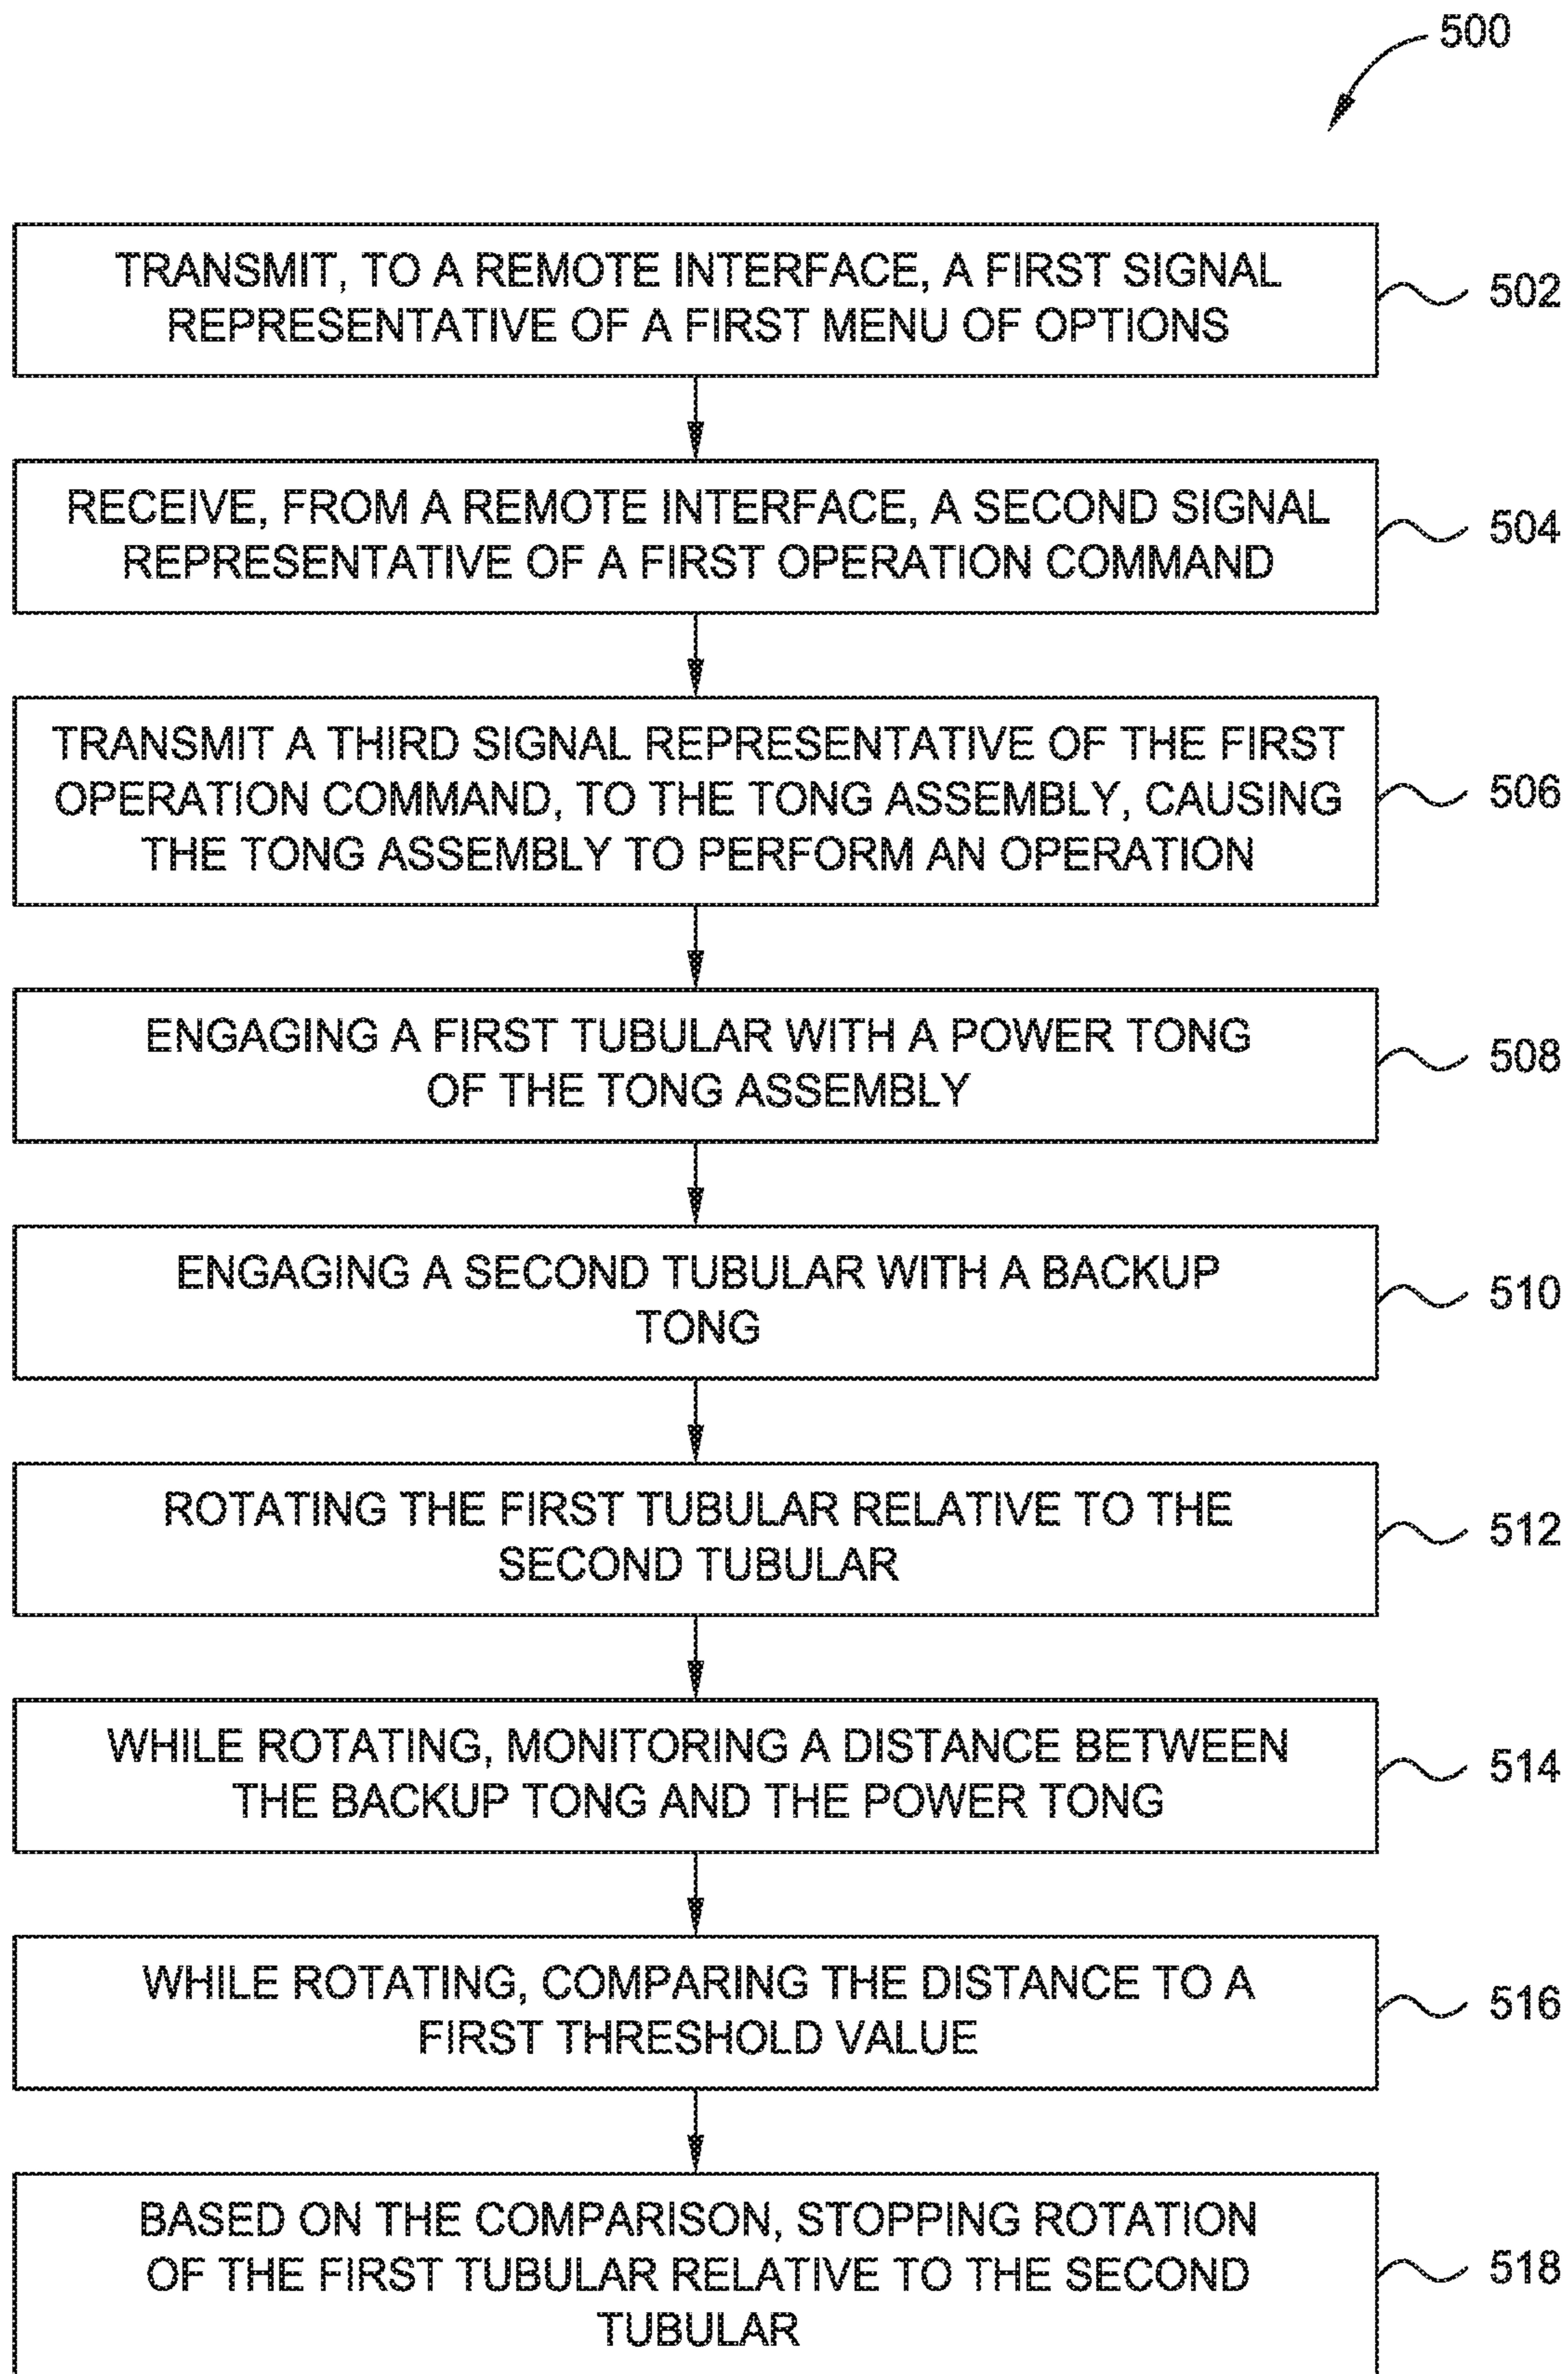 500
TRANSMIT, TO A REMOTE INTERFACE, A FIRST SIGNAL
REPRESENTATIVE OF A FIRST MENU OF OPTIONS
502
RECEIVE, FROM A REMOTE INTERFACE, A SECOND SIGNAL
REPRESENTATIVE OF A FIRST OPERATION COMMAND
504
TRANSMIT A THIRD SIGNAL REPRESENTATIVE OF THE FIRST
OPERATION COMMAND, TO THE TONG ASSEMBLY, CAUSING
THE TONG ASSEMBLY TO PERFORM AN OPERATION
506
ENGAGING A FIRST TUBULAR WITH A POWER TONG
OF THE TONG ASSEMBLY
508
ENGAGING A SECOND TUBULAR WITH A BACKUP
TONG
510
ROTATING THE FIRST TUBULAR RELATIVE TO THE
SECOND TUBULAR
512
WHILE ROTATING, MONITORING A DISTANCE BETWEEN
THE BACKUP TONG AND THE POWER TONG
514
WHILE ROTATING, COMPARING THE DISTANCE TO A
FIRST THRESHOLD VALUE
516
BASED ON THE COMPARISON, STOPPING ROTATION
OF THE FIRST TUBULAR RELATIVE TO THE SECOND
TUBULAR
518